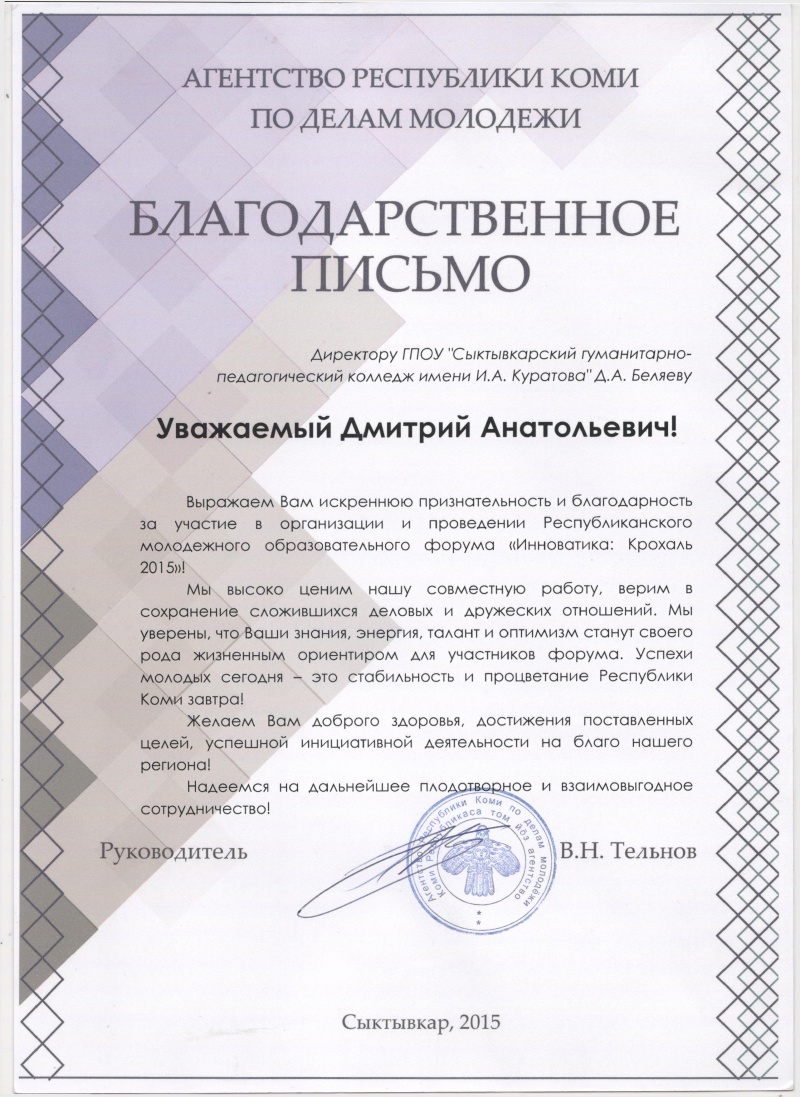 АГЕНТСТВО РЕСПУБЛИКИ КОМИ
ПО ДЕЛАМ МОЛОДЕЖИ
БЛАГОДАРСТВЕННОЕ
ПИСЬМО
Директору ГПОУ "Сыктывкарский гуманитарно-
педагогический колледж имени И.А. Куратова" Д.А. Беляеву
Уважаемый Дмитрий Анатольевич!
Выражаем Вам искреннюю признательность и благодарность
за участие в организации и проведении Республиканского
молодежного образовательного форума «Инноватика: Крохаль
2015»!
Мы высоко ценим нашу совместную работу, верим в
сохранение сложившихся деловых и дружеских отношений. Мы
уверены, что Ваши знания, энергия, талант и оптимизм станут своего
рода жизненным ориентиром для участников форума. Успехи
молодых сегодня – это стабильность и процветание Республики
Коми завтра!
Желаем Вам доброго здоровья, достижения поставленных
целей, успешной инициативной деятельности на благо нашего
региона!
Надеемся на дальнейшее плодотворное и взаимовыгодное
сотрудничество!
Агентство Республики Коми по делам молодёжи
Коми Республикаса том йöз агентство
Руководитель
В.Н. Тельнов
Сыктывкар, 2015